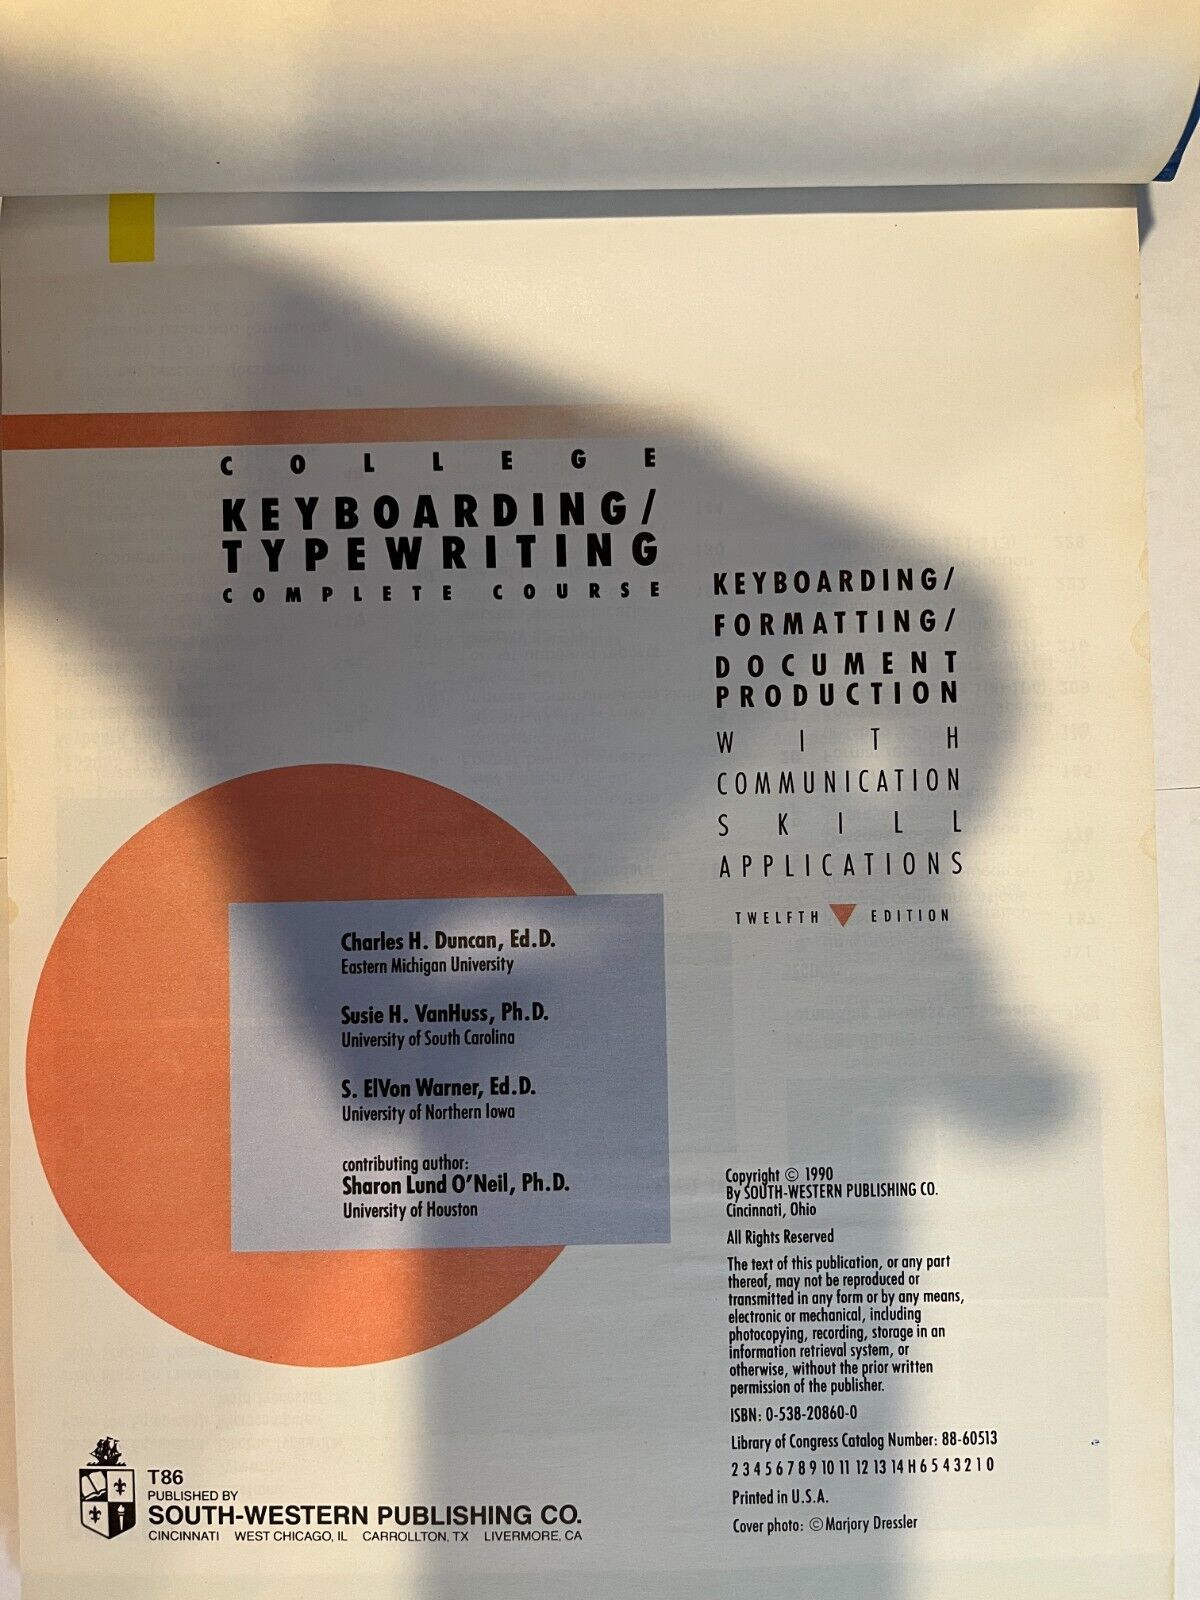 COLLEGE
KEYBOARDING/
TYPEWRITING
COMPLETE COURSE
KEYBOARDING/
FORMATTING/
DOCUMENT
PRODUCTION
WITH
COMMUNICATION
SKILL
APPLICATIONS
TWELFTH EDITION
Charles H. Duncan, Ed.D.
Eastern Michigan University
Susie H. VanHuss, Ph.D.
University of South Carolina
S. ElVon Warner, Ed.D.
University of Northern Iowa
contributing author:
Sharon Lund O'Neil, Ph.D.
University of Houston
Copyright © 1990
By SOUTH-WESTERN PUBLISHING CO.
Cincinnati, Ohio
All Rights Reserved
The text of this publication, or any part
thereof, may not be reproduced or
transmitted in any form or by any means,
electronic or mechanical, including
photocopying, recording, storage in an
information retrieval system, or
otherwise, without the prior written
permission of the publisher.
ISBN: 0-538-20860-0
Library of Congress Catalog Number: 88-60513
2 3 4 5 6 7 8 9 10 11 12 13 14 H 6 5 4 3 2 1 0
Printed in U.S.A.
Cover photo: © Marjory Dressler
T86
PUBLISHED BY
SOUTH-WESTERN PUBLISHING CO.
CINCINNATI WEST CHICAGO, IL CARROLLTON, TX LIVERMORE, CA